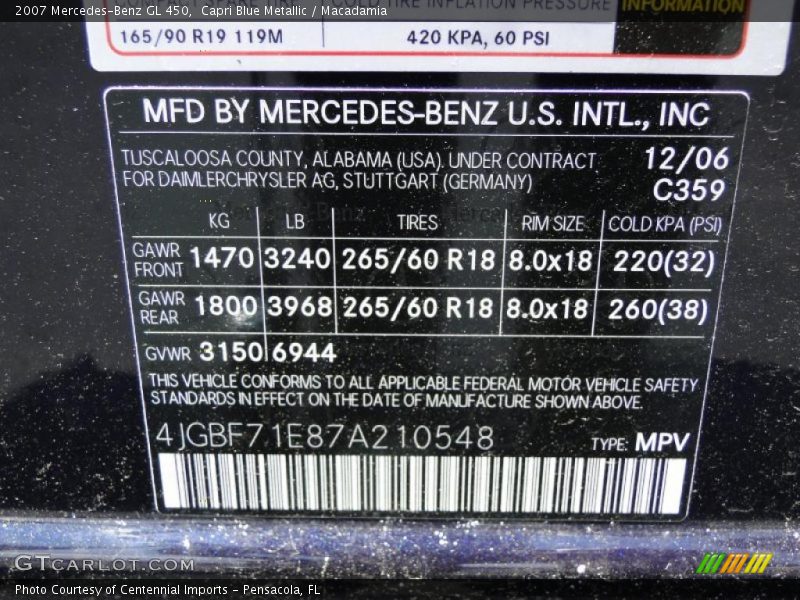 2007 Mercedes-Benz GL 450, Capri Blue Metallic / Macadamia
COLD TIRE INFLATION PRESSURE INFORMATION
165/90 R19 119M 420 KPA, 60 PSI
MFD BY MERCEDES-BENZ U.S. INTL., INC
TUSCALOOSA COUNTY, ALABAMA (USA). UNDER CONTRACT 12/06
FOR DAIMLERCHRYSLER AG, STUTTGART (GERMANY) C359
KG LB TIRES RIM SIZE COLD KPA (PSI)
GAWR FRONT 1470 3240 265/60 R18 8.0x18 220(32)
GAWR REAR 1800 3968 265/60 R18 8.0x18 260(38)
GVWR 3150 6944
THIS VEHICLE CONFORMS TO ALL APPLICABLE FEDERAL MOTOR VEHICLE SAFETY
STANDARDS IN EFFECT ON THE DATE OF MANUFACTURE SHOWN ABOVE.
4JGBF71E87A210548 TYPE: MPV
GTCARLOT.COM
Photo Courtesy of Centennial Imports – Pensacola, FL